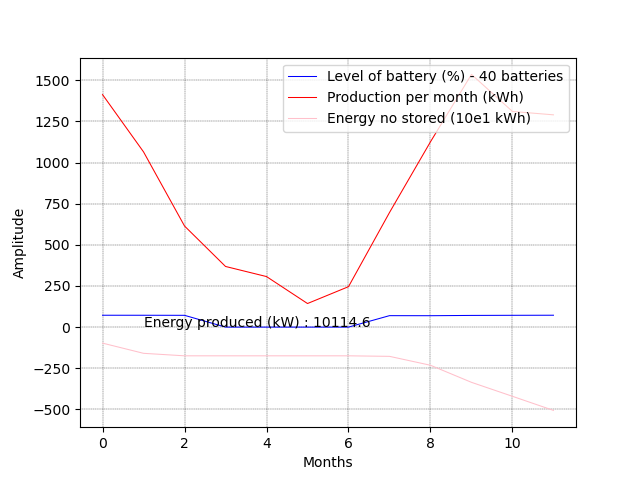 Level of battery (%) - 40 batteries
Production per month (kWh)
Energy no stored (10e1 kWh)
1500
1250
1000
750
500
250
0
−250
−500
Amplitude
Energy produced (kW) : 10114.6
0 2 4 6 8 10
Months